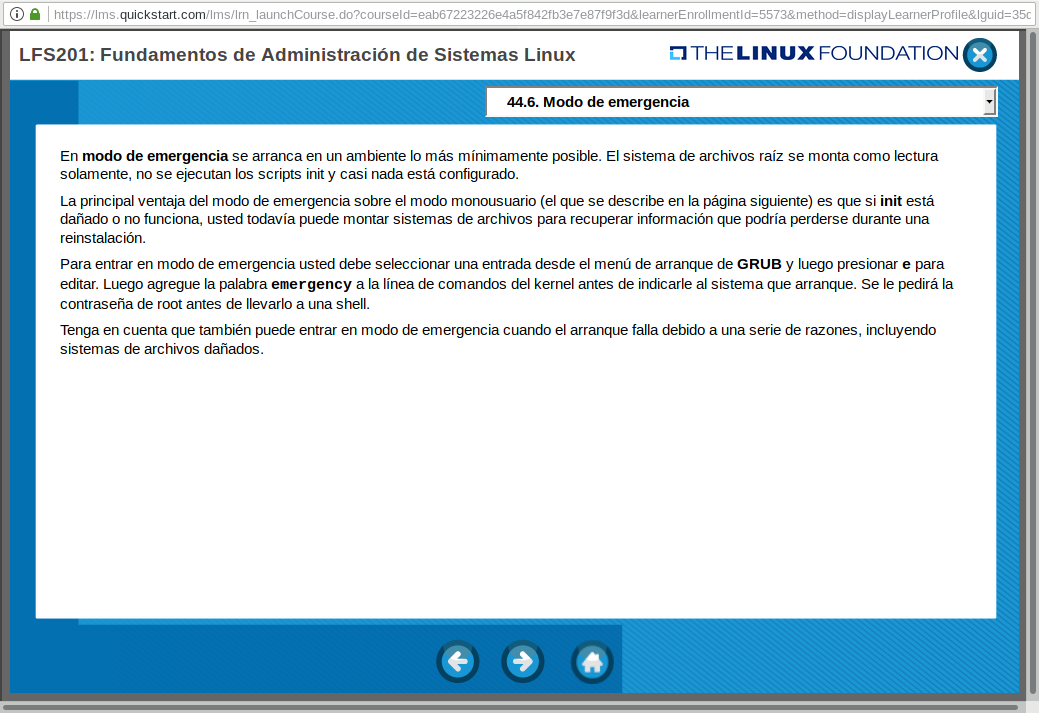 https://lms.quickstart.com/lms/lrn_launchCourse.do?courseId=eab67223226e4a5f842fb3e7e87f9f3d&learnerEnrollmentId=5573&method=displayLearnerProfile&lguid=35c
LFS201: Fundamentos de Administración de Sistemas Linux
THE LINUX FOUNDATION
44.6. Modo de emergencia
En modo de emergencia se arranca en un ambiente lo más mínimamente posible. El sistema de archivos raíz se monta como lectura
solamente, no se ejecutan los scripts init y casi nada está configurado.
La principal ventaja del modo de emergencia sobre el modo monousuario (el que se describe en la página siguiente) es que si init está
dañado o no funciona, usted todavía puede montar sistemas de archivos para recuperar información que podría perderse durante una
reinstalación.
Para entrar en modo de emergencia usted debe seleccionar una entrada desde el menú de arranque de GRUB y luego presionar e para
editar. Luego agregue la palabra emergency a la línea de comandos del kernel antes de indicarle al sistema que arranque. Se le pedirá la
contraseña de root antes de llevarlo a una shell.
Tenga en cuenta que también puede entrar en modo de emergencia cuando el arranque falla debido a una serie de razones, incluyendo
sistemas de archivos dañados.